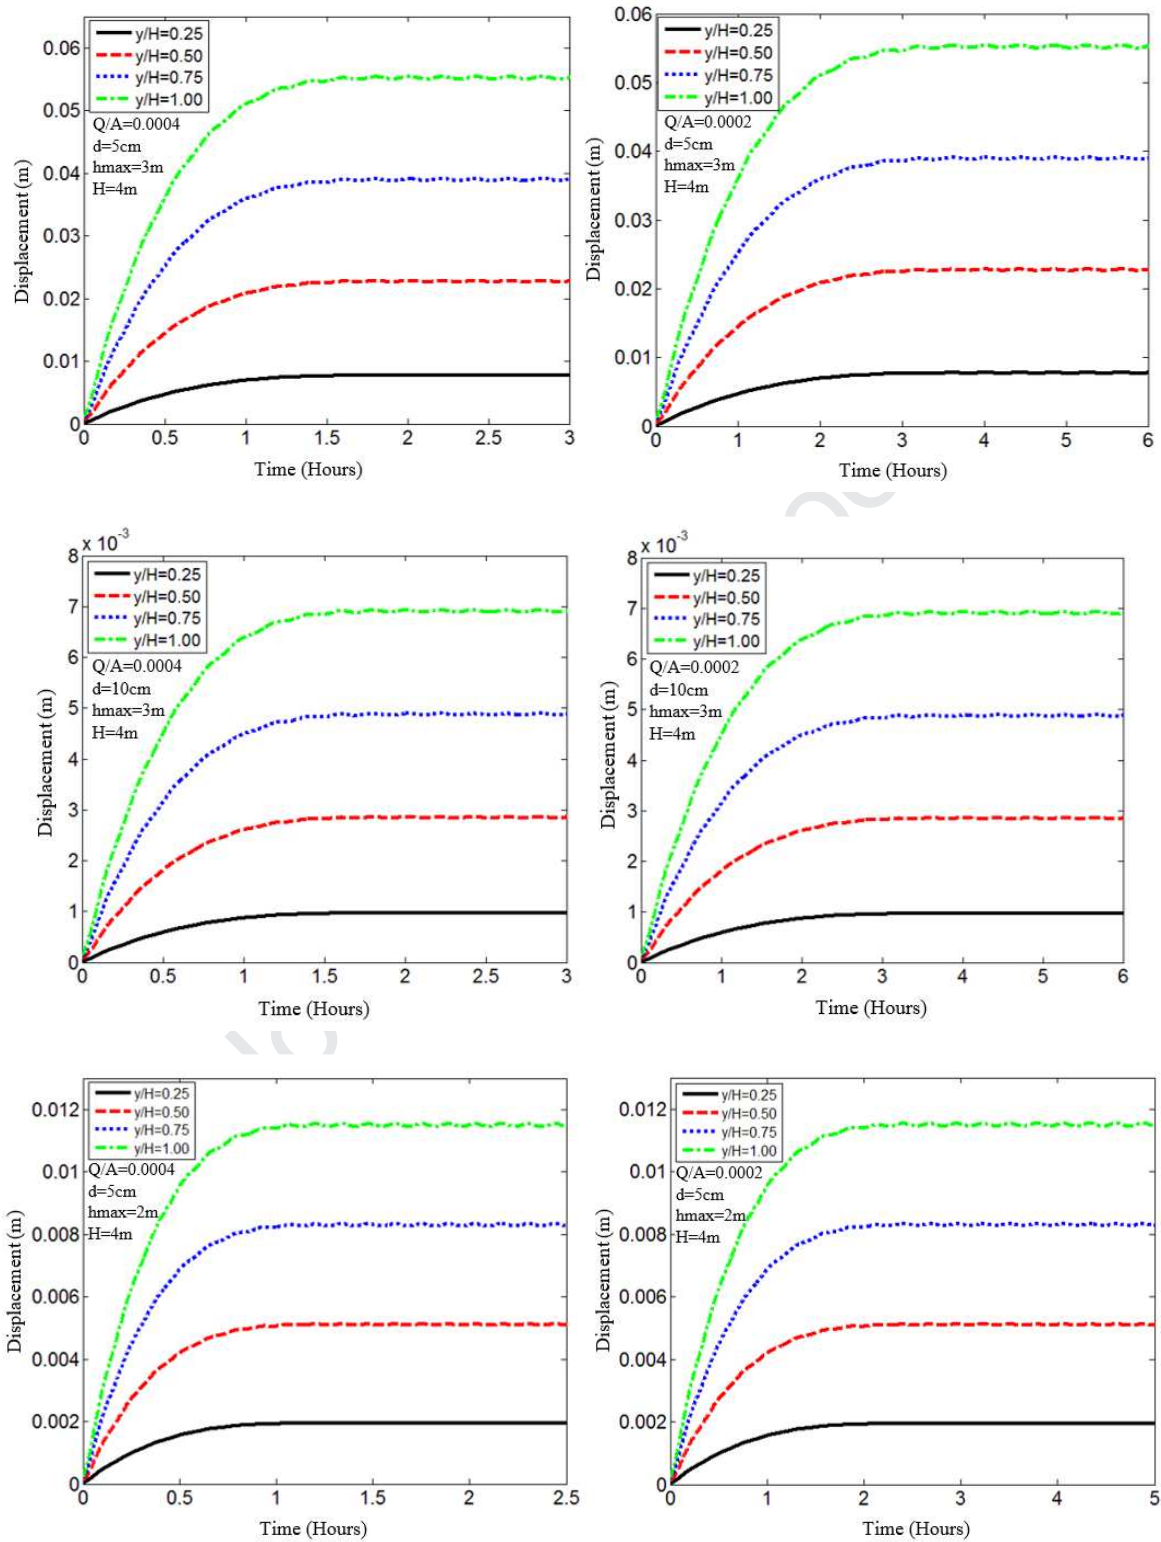 0.06
0.05
0.04
0.03
0.02
0.01
0
y/H=0.25
y/H=0.50
y/H=0.75
y/H=1.00
Q/A=0.0004
d=5cm
hmax=3m
H=4m
Displacement (m)
0 0.5 1 1.5 2 2.5 3
Time (Hours)
0.06
0.05
0.04
0.03
0.02
0.01
0
y/H=0.25
y/H=0.50
y/H=0.75
y/H=1.00
Q/A=0.0002
d=5cm
hmax=3m
H=4m
Displacement (m)
0 1 2 3 4 5 6
Time (Hours)
x 10-3
8
7
6
5
4
3
2
1
0
y/H=0.25
y/H=0.50
y/H=0.75
y/H=1.00
Q/A=0.0004
d=10cm
hmax=3m
H=4m
Displacement (m)
0 0.5 1 1.5 2 2.5 3
Time (Hours)
x 10-3
8
7
6
5
4
3
2
1
0
y/H=0.25
y/H=0.50
y/H=0.75
y/H=1.00
Q/A=0.0002
d=10cm
hmax=3m
H=4m
Displacement (m)
0 1 2 3 4 5 6
Time (Hours)
0.012
0.01
0.008
0.006
0.004
0.002
0
y/H=0.25
y/H=0.50
y/H=0.75
y/H=1.00
Q/A=0.0004
d=5cm
hmax=2m
H=4m
Displacement (m)
0 0.5 1 1.5 2 2.5
Time (Hours)
0.012
0.01
0.008
0.006
0.004
0.002
0
y/H=0.25
y/H=0.50
y/H=0.75
y/H=1.00
Q/A=0.0002
d=5cm
hmax=2m
H=4m
Displacement (m)
0 1 2 3 4 5
Time (Hours)